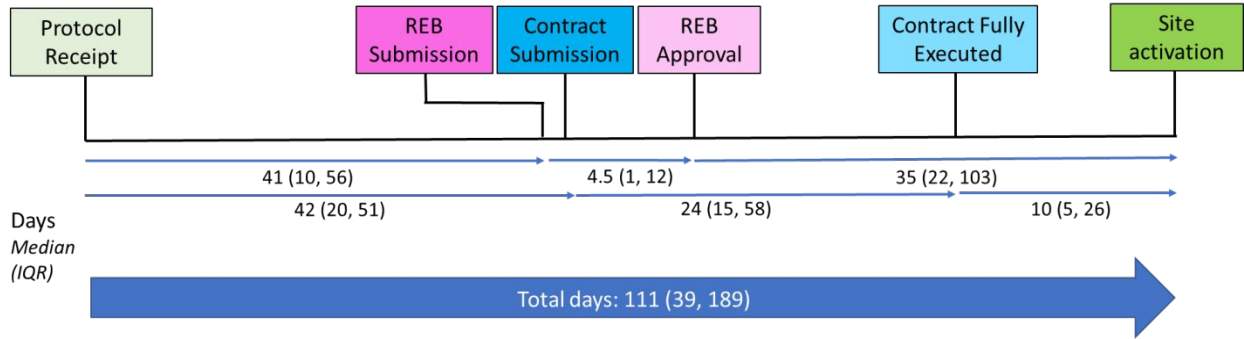 Protocol
Receipt
REB
Submission
Contract
Submission
REB
Approval
Contract Fully
Executed
Site
activation
41 (10, 56)
4.5 (1, 12)
35 (22, 103)
42 (20, 51)
24 (15, 58)
10 (5, 26)
Days
Median
(IQR)
Total days: 111 (39, 189)